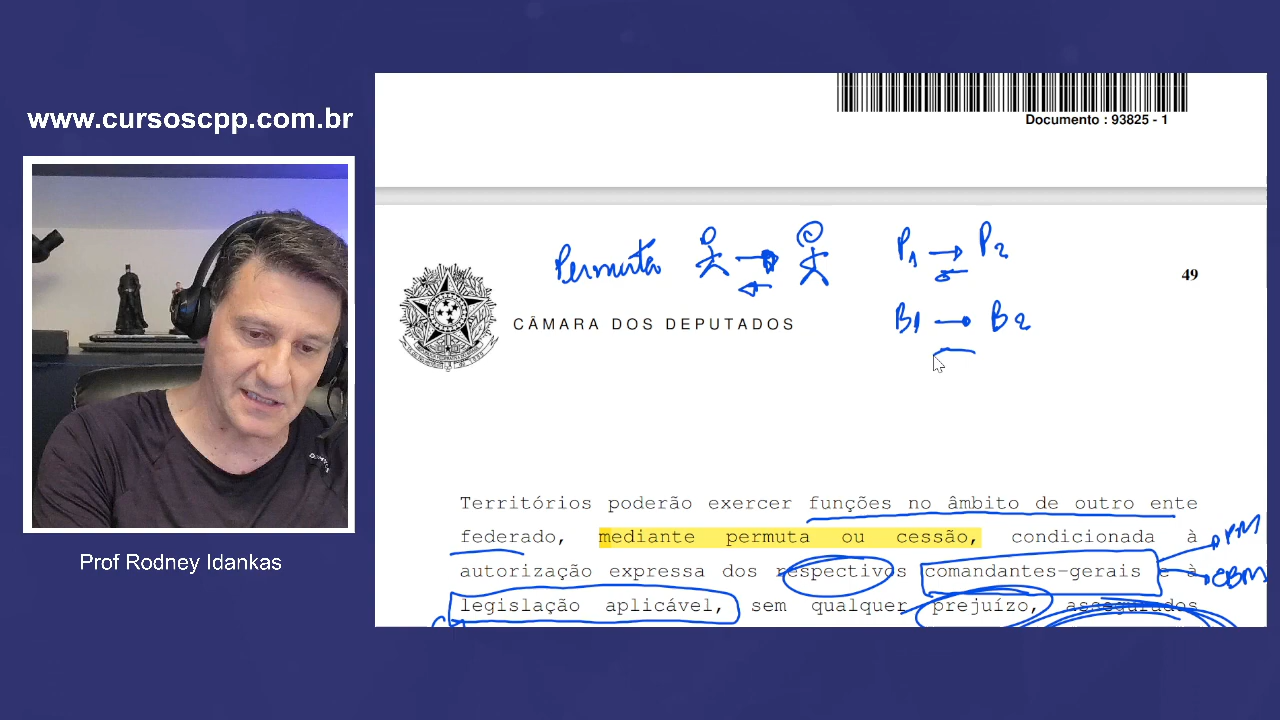 www.cursoscpp.com.br
Prof Rodney Idankas
Documento : 93825 - 1
Permuta
P1 → P2
49
B1 → B2
CÂMARA DOS DEPUTADOS
Territórios poderão exercer funções no âmbito de outro ente
federado, mediante permuta ou cessão, condicionada à
autorização expressa dos respectivos comandantes-gerais e à
legislação aplicável, sem qualquer prejuízo, assegurados
PM
CBM